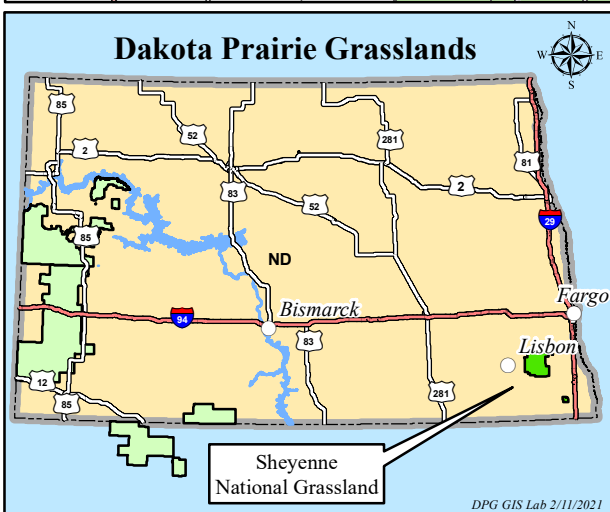 Dakota Prairie Grasslands
N
W
E
S
85
52
281
81
2
83
2
52
29
85
ND
Fargo
94
Bismarck
83
Lisbon
12
85
281
Sheyenne
National Grassland
DPG GIS Lab 2/11/2021